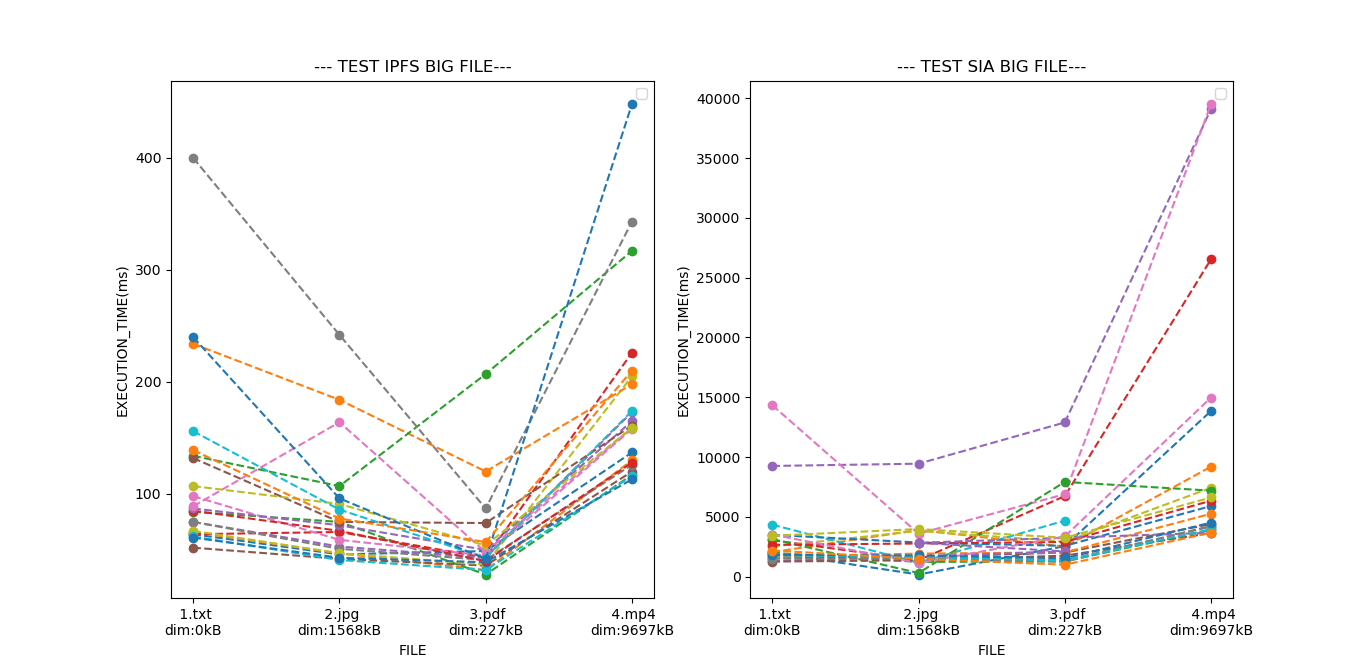 --- TEST IPFS BIG FILE---
EXECUTION_TIME(ms)
400
300
200
100
1.txt
dim:0kB
2.jpg
dim:1568kB
3.pdf
dim:227kB
4.mp4
dim:9697kB
FILE
--- TEST SIA BIG FILE---
EXECUTION_TIME(ms)
40000
35000
30000
25000
20000
15000
10000
5000
0
1.txt
dim:0kB
2.jpg
dim:1568kB
3.pdf
dim:227kB
4.mp4
dim:9697kB
FILE